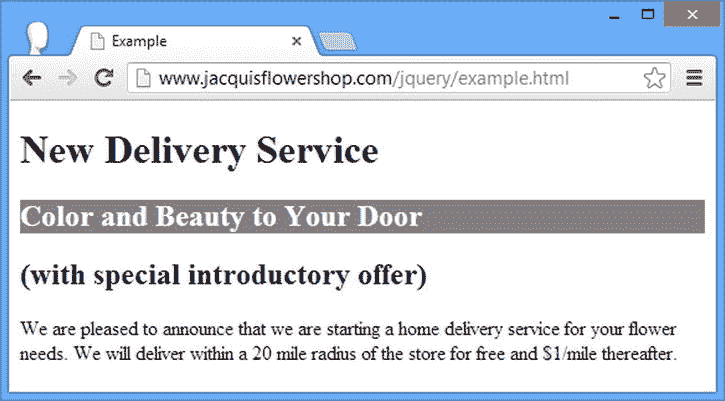 Example
www.jacquisflowershop.com/jquery/example.html
New Delivery Service
Color and Beauty to Your Door
(with special introductory offer)
We are pleased to announce that we are starting a home delivery service for your flower
needs. We will deliver within a 20 mile radius of the store for free and $1/mile thereafter.